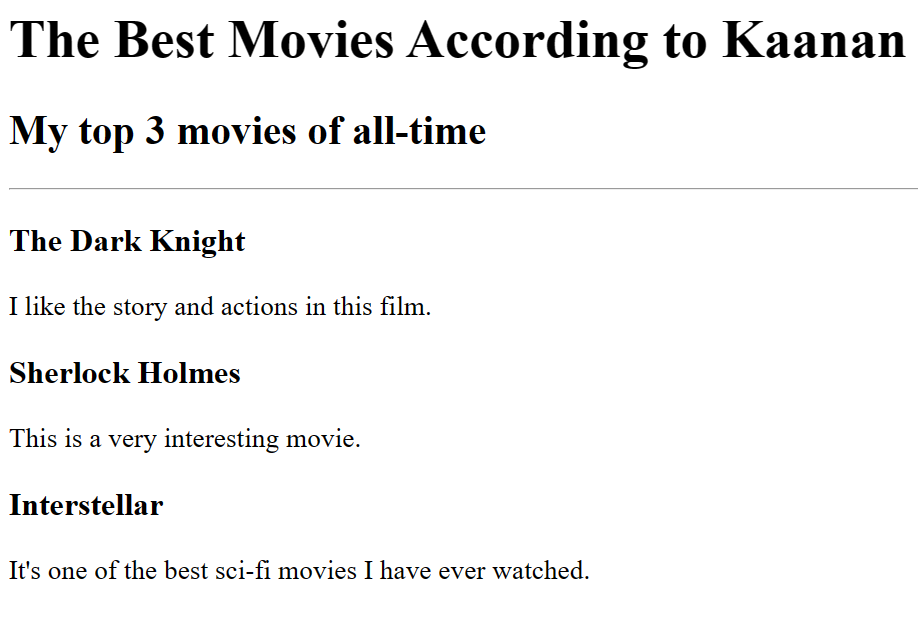 The Best Movies According to Kaanan
My top 3 movies of all-time
The Dark Knight
I like the story and actions in this film.
Sherlock Holmes
This is a very interesting movie.
Interstellar
It's one of the best sci-fi movies I have ever watched.